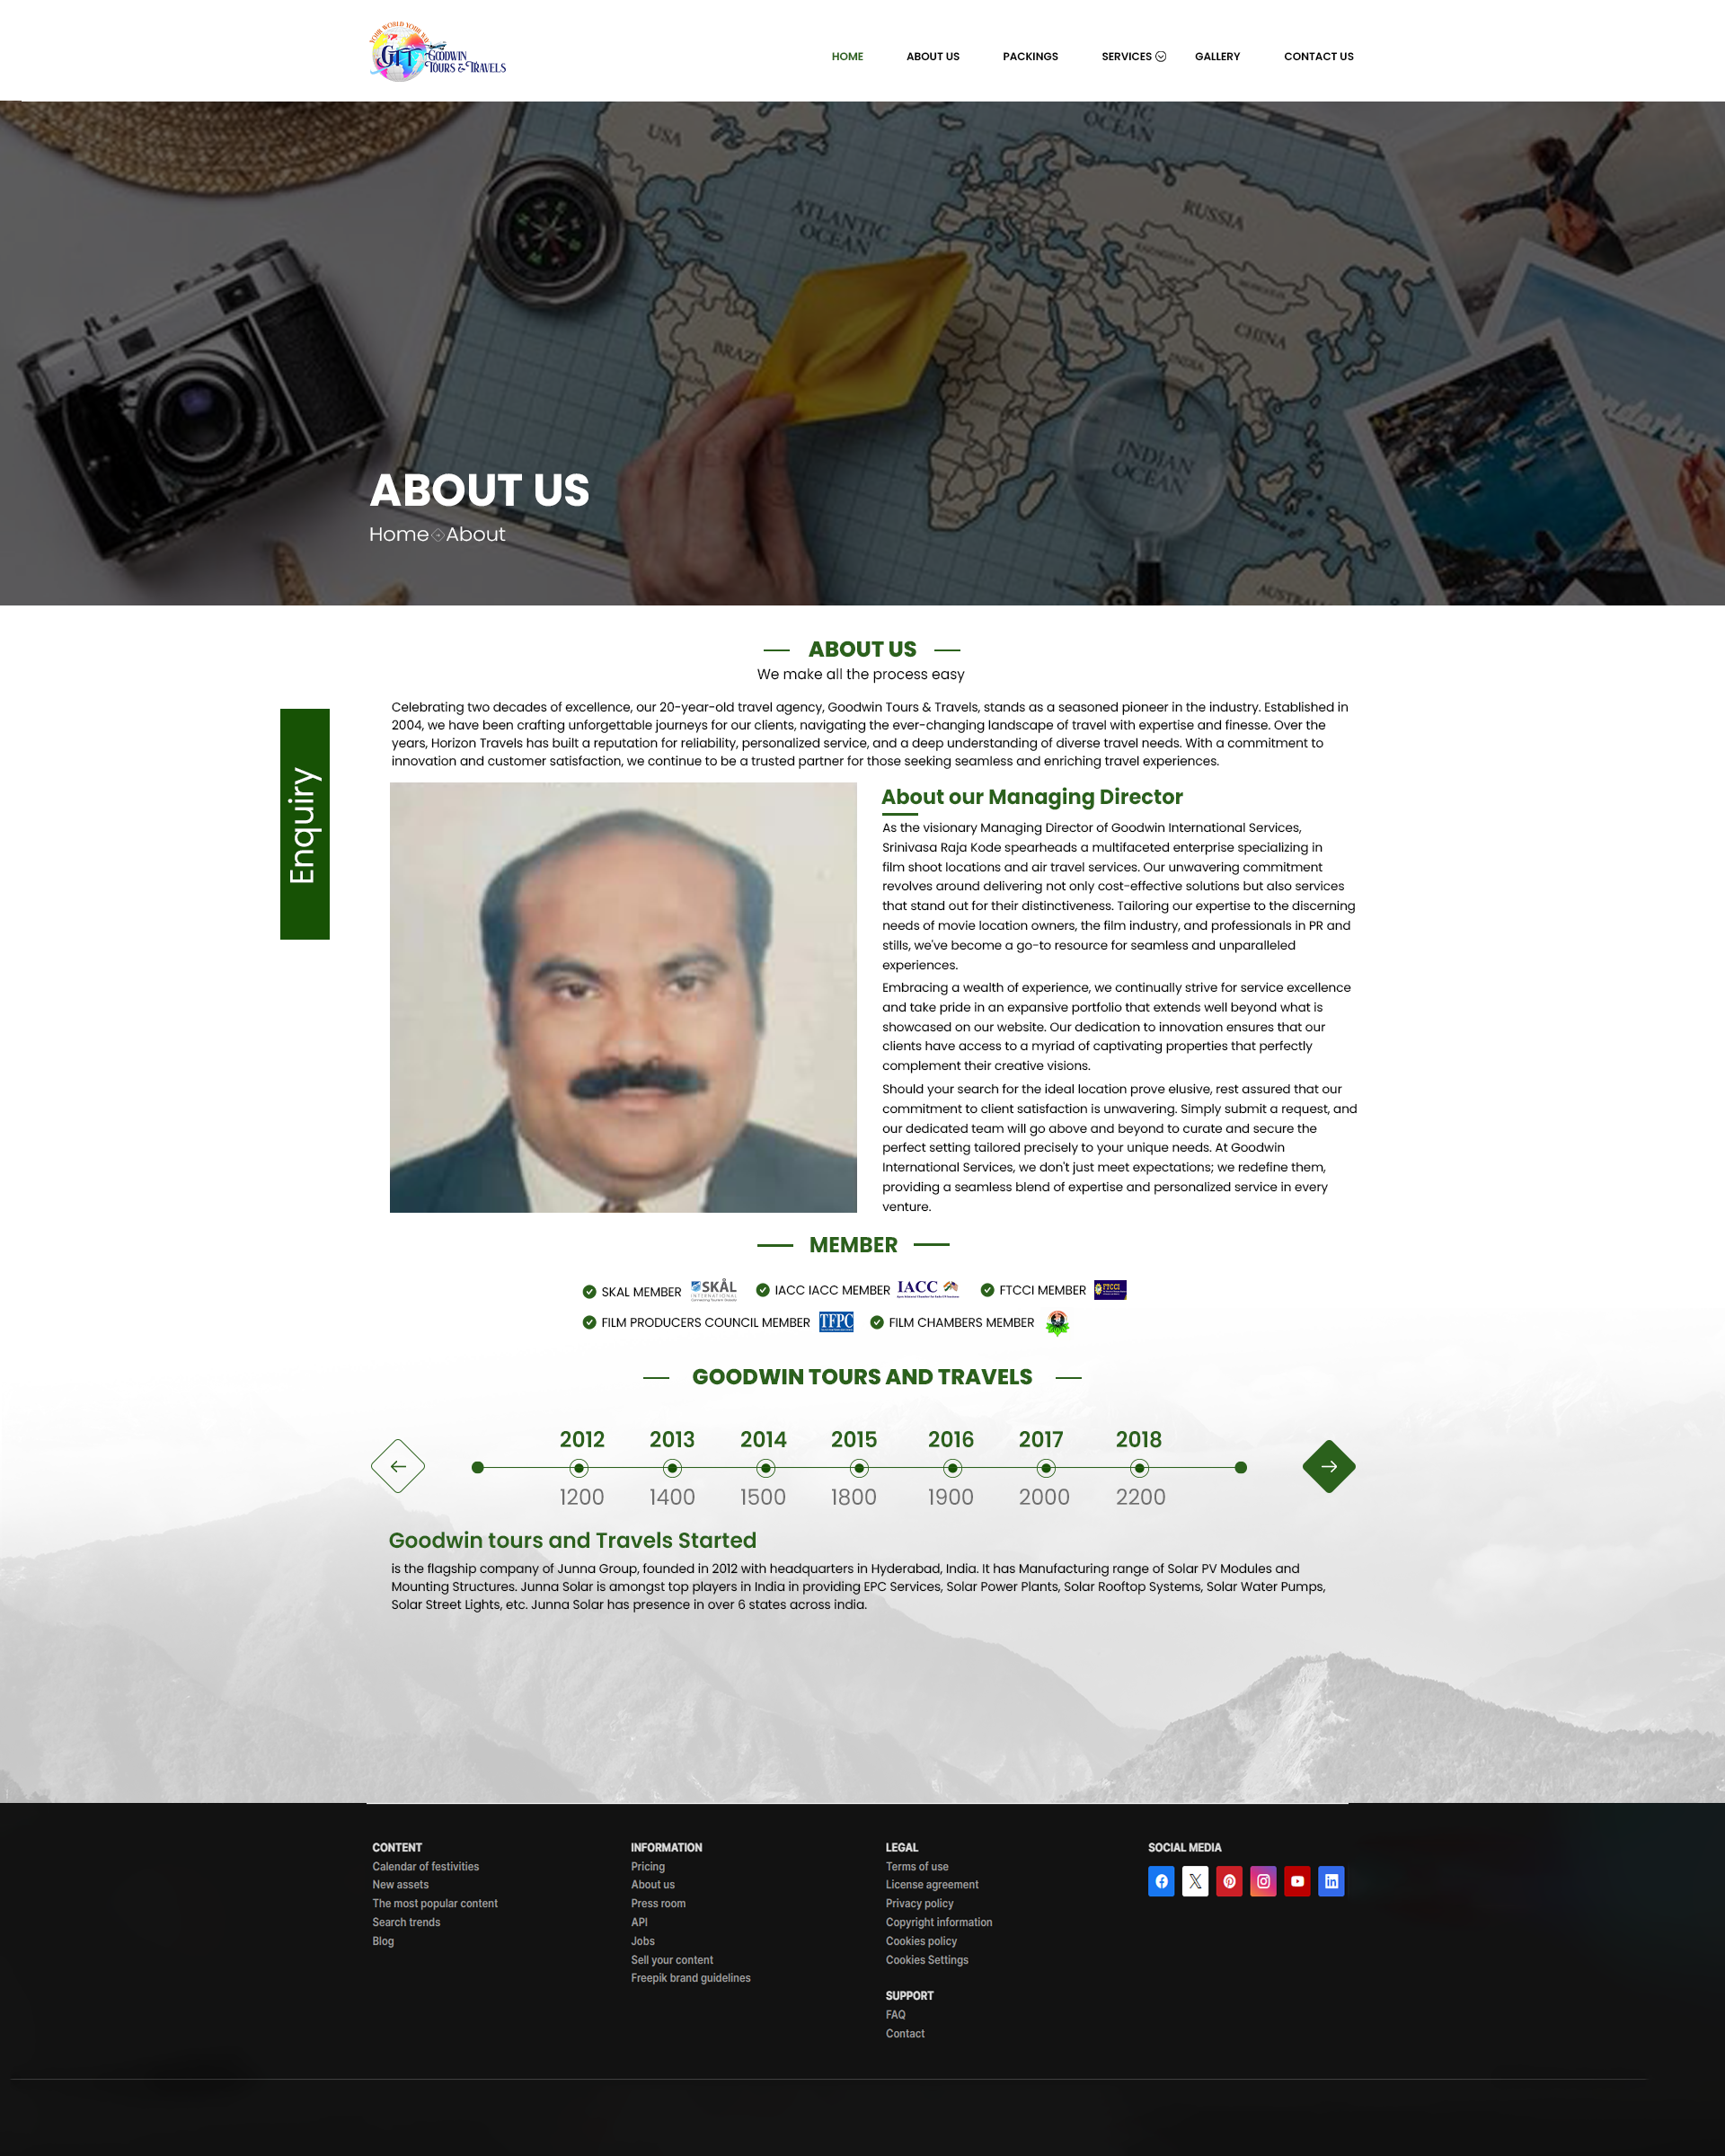 YOUR WORLD YOUR WAY
GTT GOODWIN
TOURS & TRAVELS
HOME ABOUT US PACKINGS SERVICES GALLERY CONTACT US
USA
OCEAN
ATLANTIC
OCEAN
RUSSIA
CHINA
INDIA
INDIAN
OCEAN
ABOUT US
Home About
ABOUT US
We make all the process easy
Celebrating two decades of excellence, our 20-year-old travel agency, Goodwin Tours & Travels, stands as a seasoned pioneer in the industry. Established in
2004, we have been crafting unforgettable journeys for our clients, navigating the ever-changing landscape of travel with expertise and finesse. Over the
years, Horizon Travels has built a reputation for reliability, personalized service, and a deep understanding of diverse travel needs. With a commitment to
innovation and customer satisfaction, we continue to be a trusted partner for those seeking seamless and enriching travel experiences.
Enquiry
About our Managing Director
As the visionary Managing Director of Goodwin International Services,
Srinivasa Raja Kode spearheads a multifaceted enterprise specializing in
film shoot locations and air travel services. Our unwavering commitment
revolves around delivering not only cost-effective solutions but also services
that stand out for their distinctiveness. Tailoring our expertise to the discerning
needs of movie location owners, the film industry, and professionals in PR and
stills, we've become a go-to resource for seamless and unparalleled
experiences.
Embracing a wealth of experience, we continually strive for service excellence
and take pride in an expansive portfolio that extends well beyond what is
showcased on our website. Our dedication to innovation ensures that our
clients have access to a myriad of captivating properties that perfectly
complement their creative visions.
Should your search for the ideal location prove elusive, rest assured that our
commitment to client satisfaction is unwavering. Simply submit a request, and
our dedicated team will go above and beyond to curate and secure the
perfect setting tailored precisely to your unique needs. At Goodwin
International Services, we don't just meet expectations; we redefine them,
providing a seamless blend of expertise and personalized service in every
venture.
MEMBER
SKAL MEMBER SKÅL INTERNATIONAL IACC IACC MEMBER IACC FTCCI MEMBER FTCCI
FILM PRODUCERS COUNCIL MEMBER TFPC FILM CHAMBERS MEMBER
GOODWIN TOURS AND TRAVELS
2012 2013 2014 2015 2016 2017 2018
1200 1400 1500 1800 1900 2000 2200
Goodwin tours and Travels Started
is the flagship company of Junna Group, founded in 2012 with headquarters in Hyderabad, India. It has Manufacturing range of Solar PV Modules and
Mounting Structures. Junna Solar is amongst top players in India in providing EPC Services, Solar Power Plants, Solar Rooftop Systems, Solar Water Pumps,
Solar Street Lights, etc. Junna Solar has presence in over 6 states across india.
CONTENT
Calendar of festivities
New assets
The most popular content
Search trends
Blog
INFORMATION
Pricing
About us
Press room
API
Jobs
Sell your content
Freepik brand guidelines
LEGAL
Terms of use
License agreement
Privacy policy
Copyright information
Cookies policy
Cookies Settings
SUPPORT
FAQ
Contact
SOCIAL MEDIA